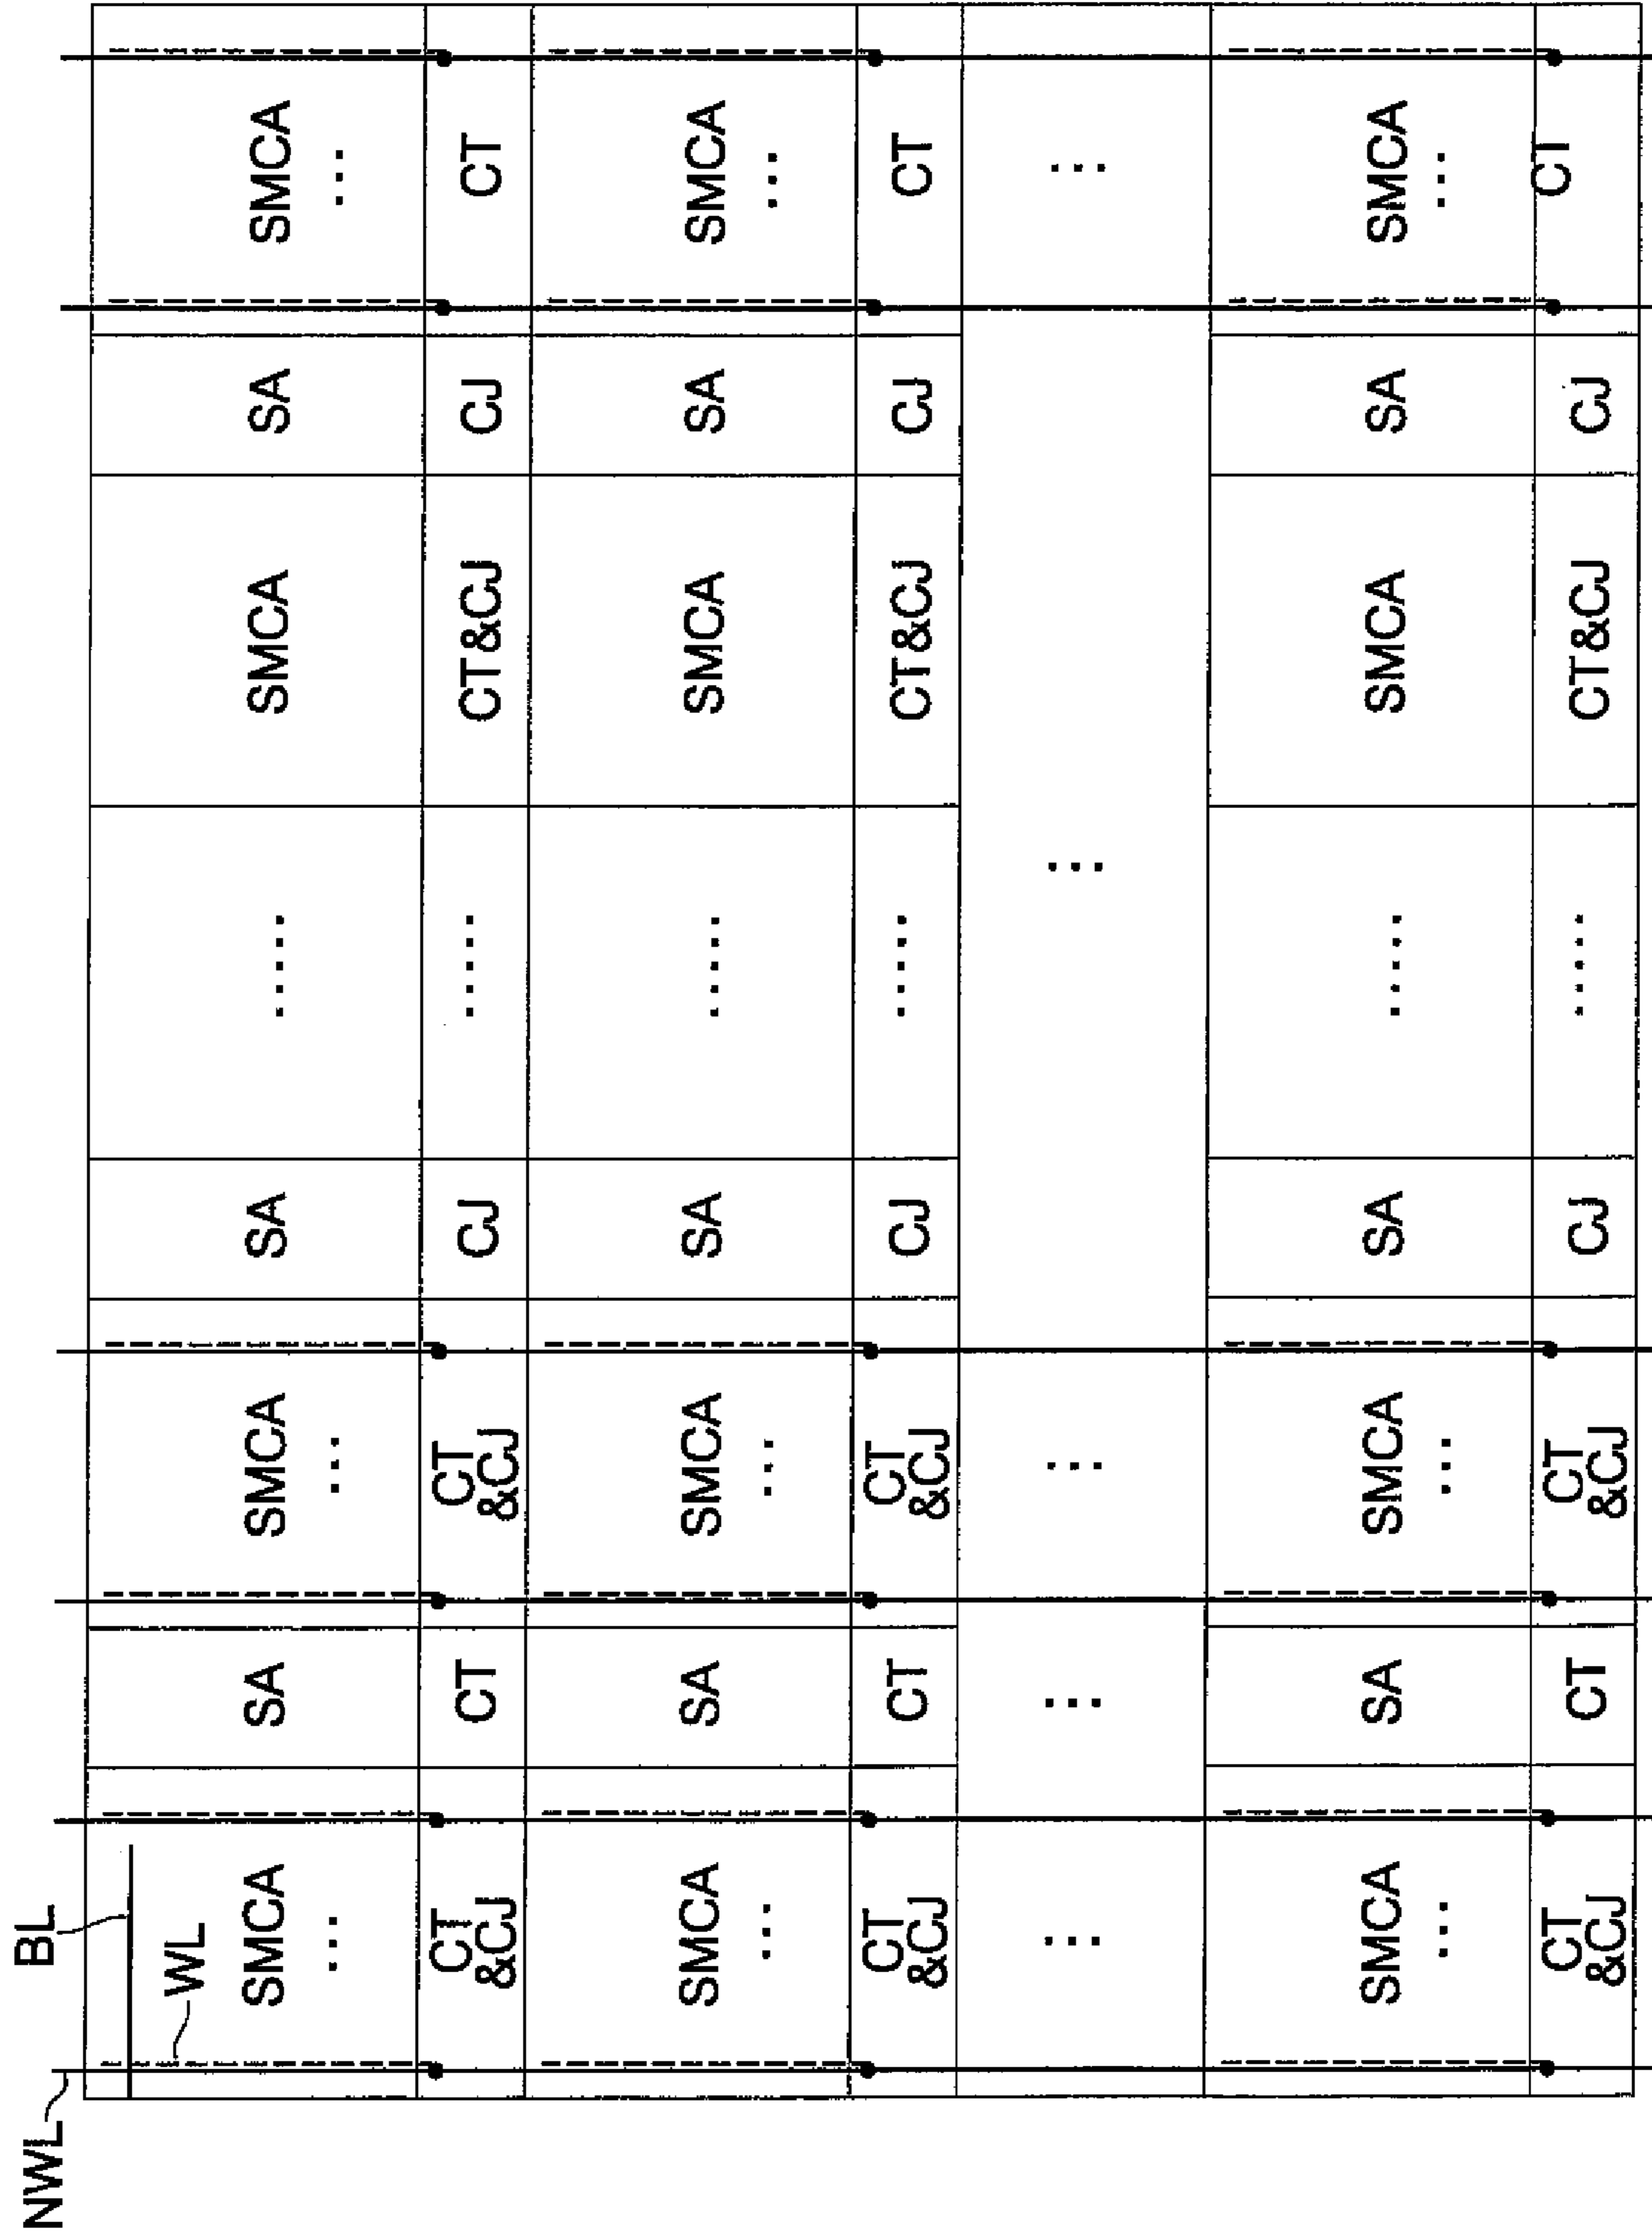 NWL
BL
WL
SMCA SA SMCA SA ..... SMCA SA SMCA
... ... ...
CT &CJ CT CT &CJ CJ ..... CT&CJ CJ CT
SMCA SA SMCA SA ..... SMCA SA SMCA
... ... ...
CT &CJ CT CT &CJ CJ ..... CT&CJ CJ CT
... ... ... ... ...
SMCA SA SMCA SA ..... SMCA SA SMCA
... ... ...
CT &CJ CT CT &CJ CJ ..... CT&CJ CJ CT